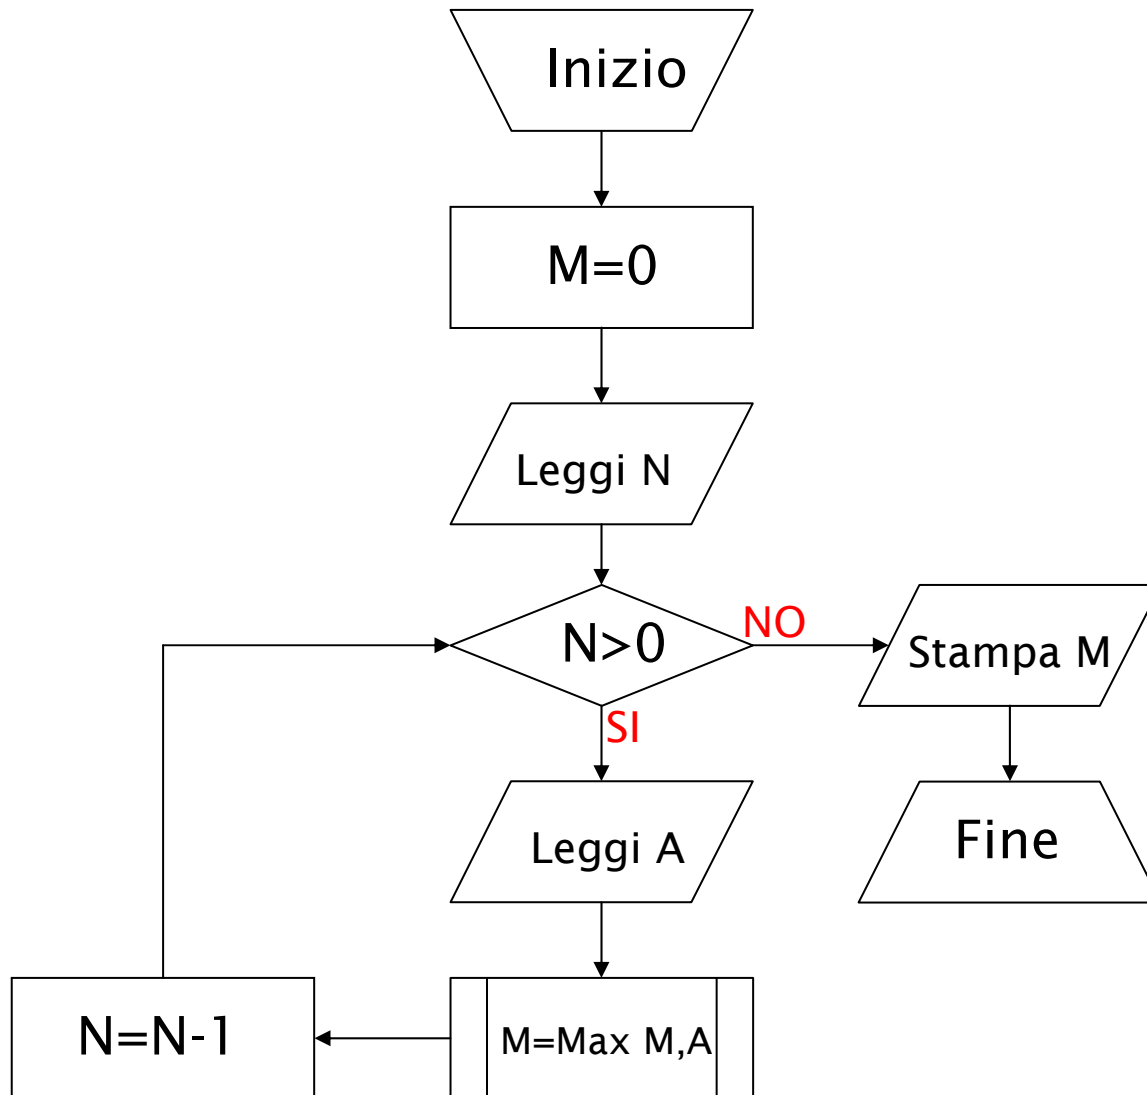 Inizio
M=0
Leggi N
N>0
NO
Stampa M
SI
Leggi A
Fine
M=Max M,A
N=N-1